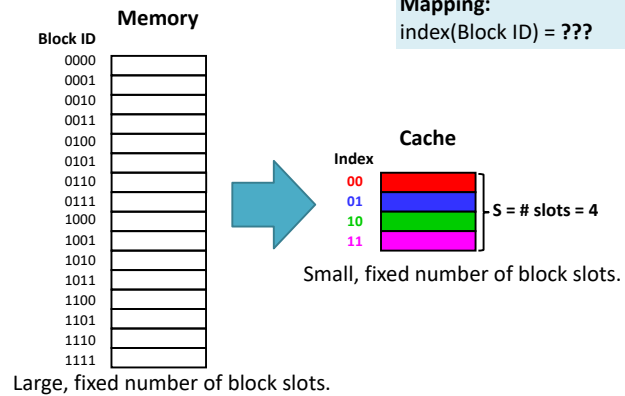 Mapping:
index(Block ID) = ???
Memory
Block ID
0000
0001
0010
0011
0100
0101
0110
0111
1000
1001
1010
1011
1100
1101
1110
1111
Large, fixed number of block slots.
Cache
Index
00
01
10
11
S = # slots = 4
Small, fixed number of block slots.